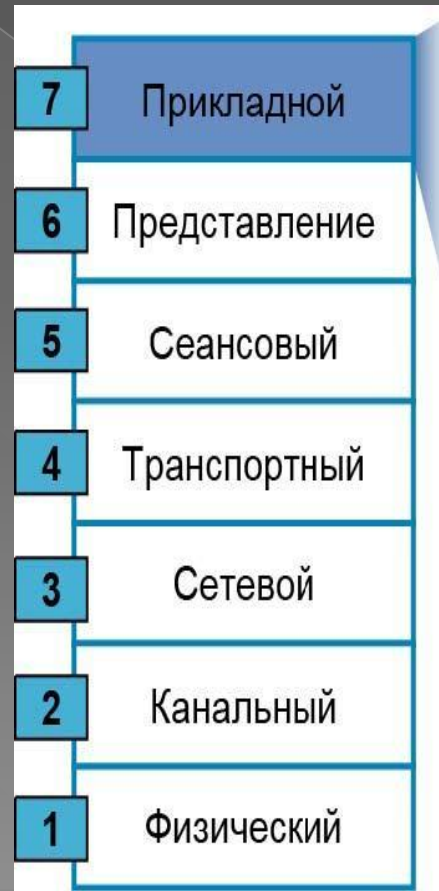 7 Прикладной
6 Представление
5 Сеансовый
4 Транспортный
3 Сетевой
2 Канальный
1 Физический